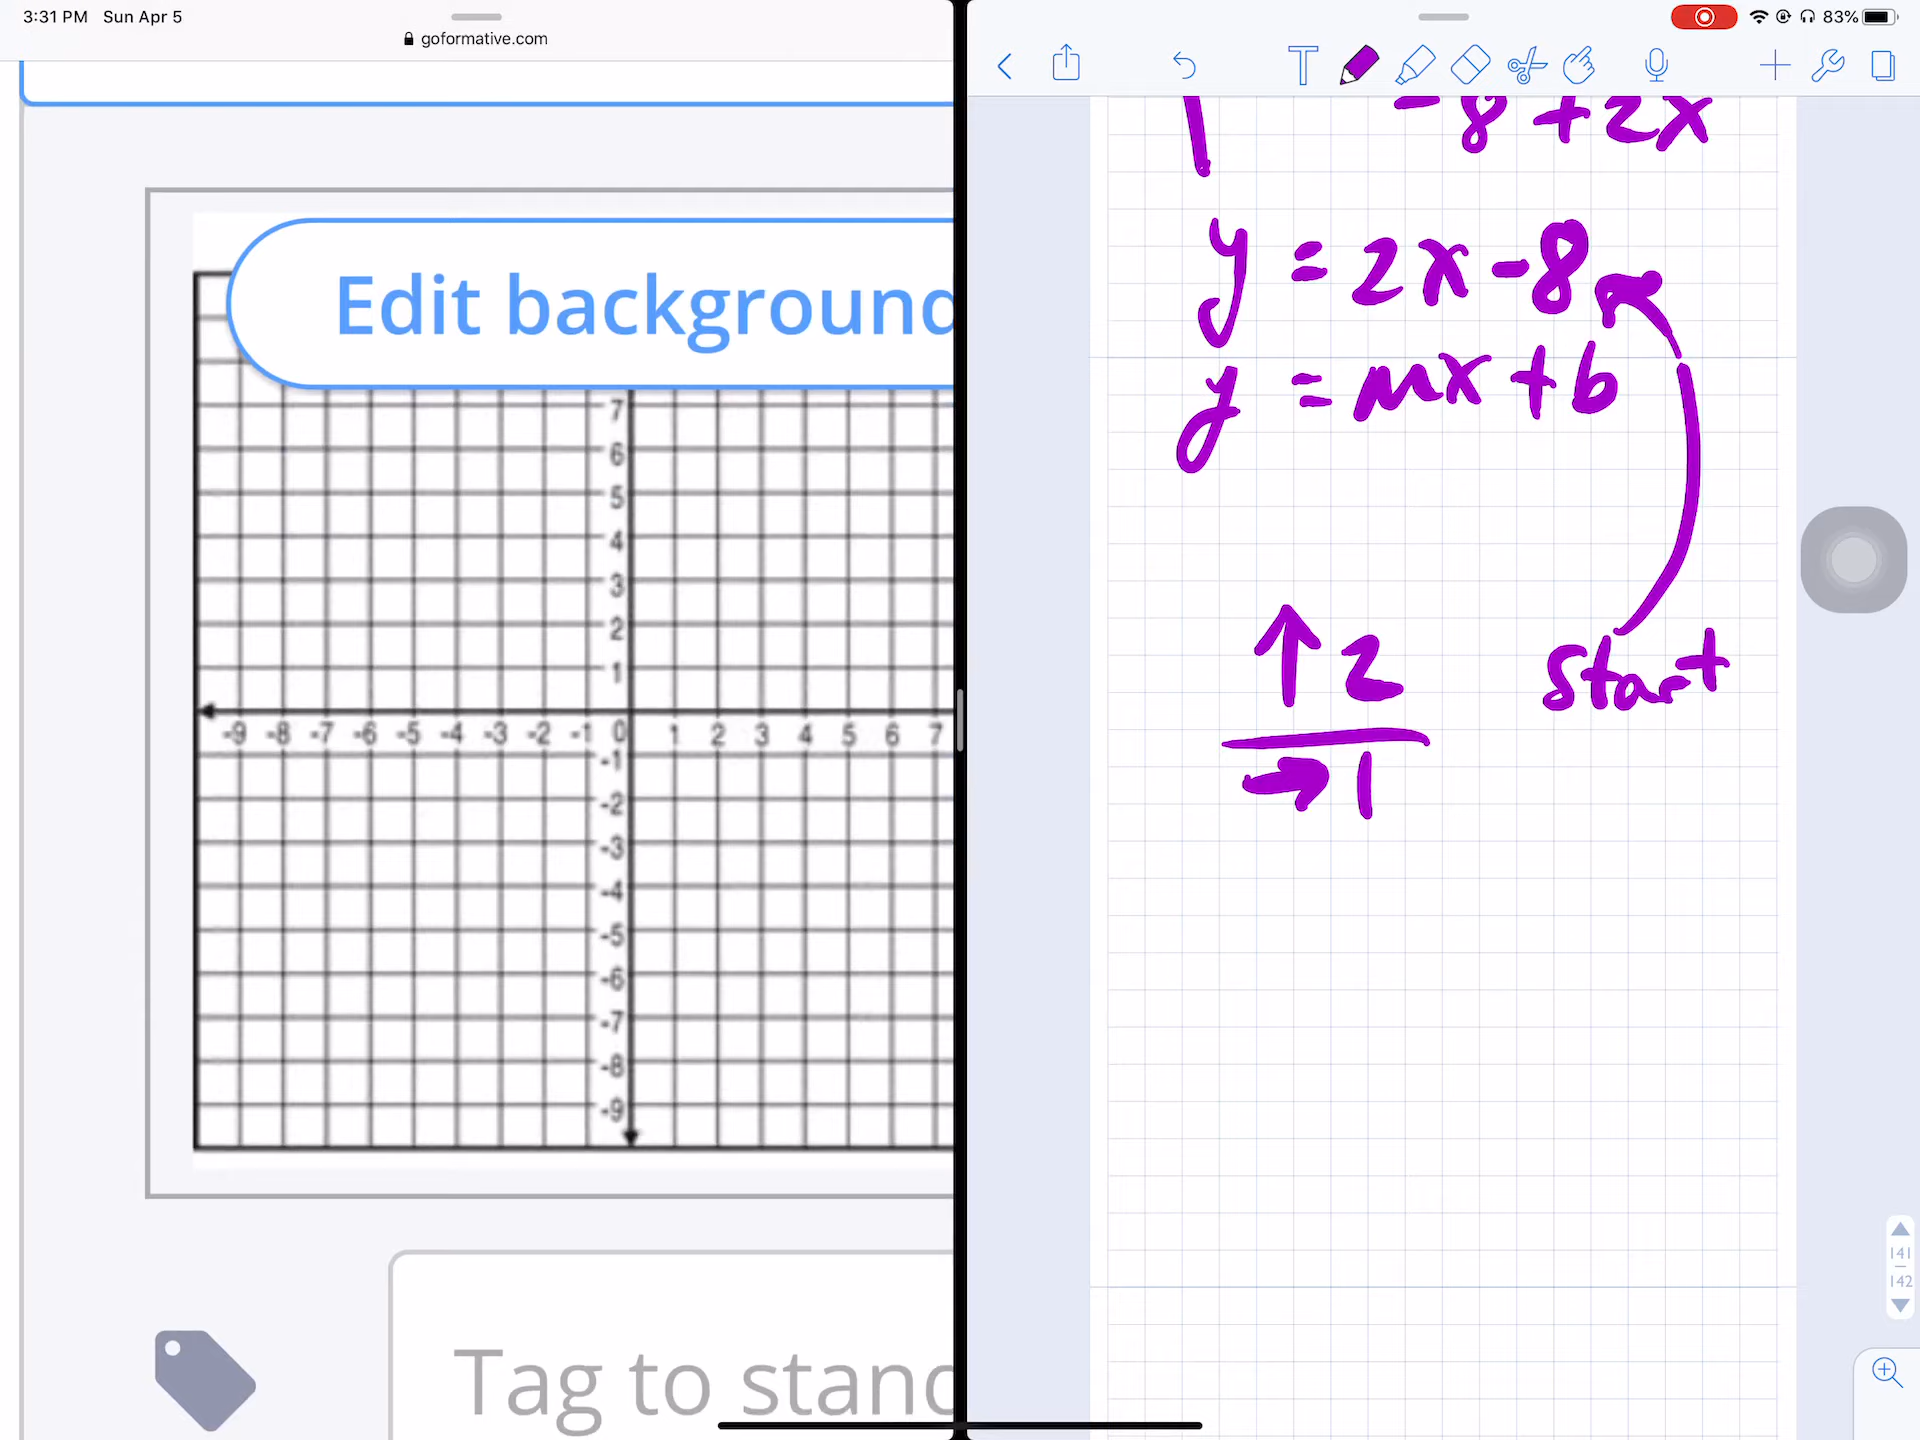 3:31 PM Sun Apr 5
goformative.com
83%
Edit background
7
6
5
4
3
2
1
-9 -8 -7 -6 -5 -4 -3 -2 -1 0 1 2 3 4 5 6 7
-1
-2
-3
-4
-5
-6
-7
-8
-9
Tag to stand
T
-8 + 2x
y = 2x - 8
y = mx + b
↑ 2
→ 1
start
141
142